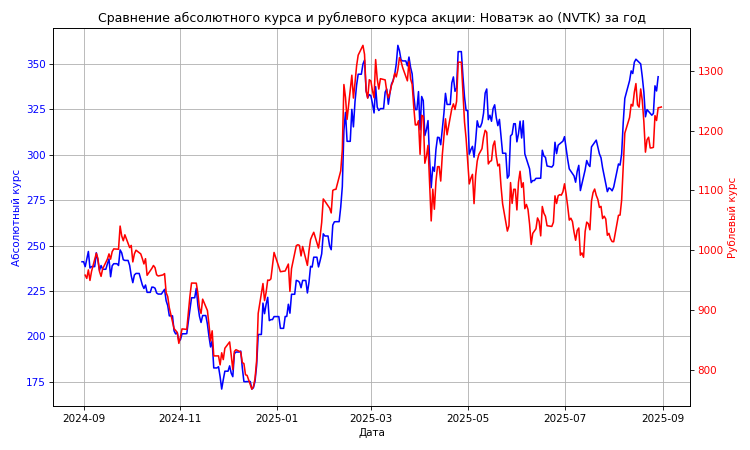 Сравнение абсолютного курса и рублевого курса акции: Новатэк ао (NVTK) за год
Абсолютный курс
350
325
300
275
250
225
200
175
1300
1200
1100
1000
900
800
Рублевый курс
2024-09 2024-11 2025-01 2025-03 2025-05 2025-07 2025-09
Дата